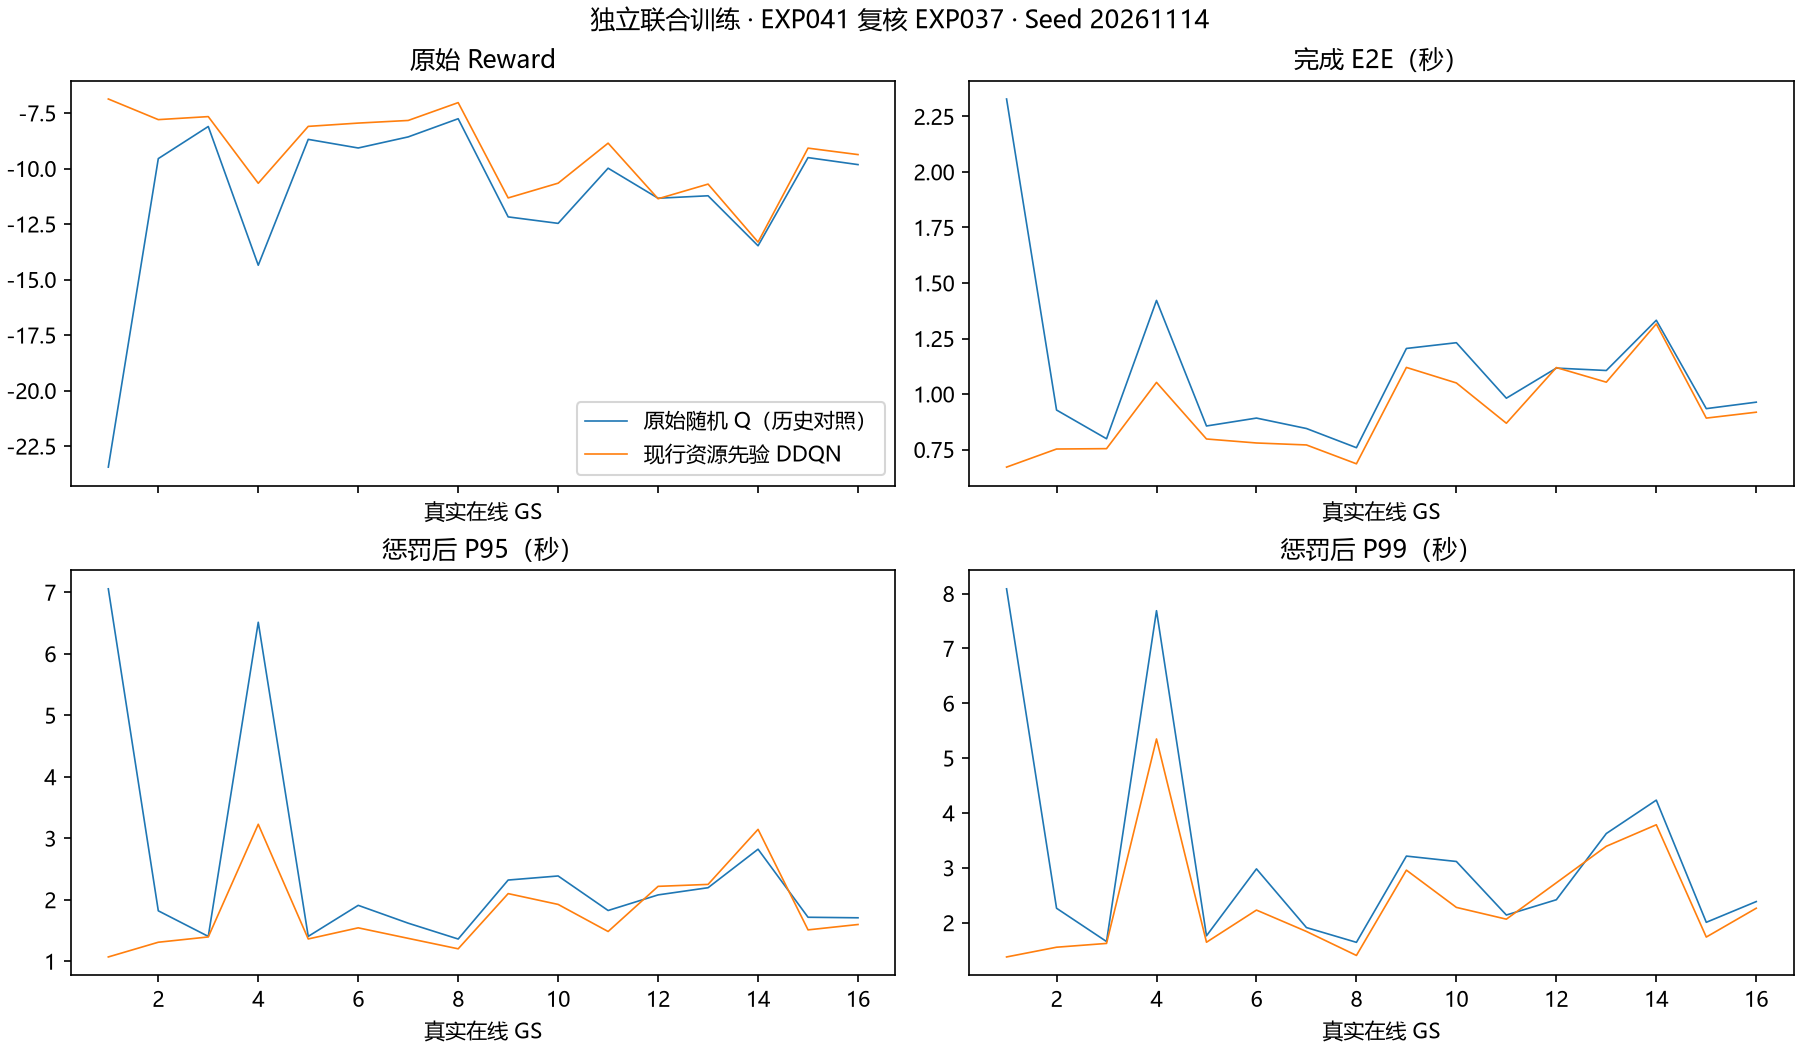 独立联合训练 · EXP041 复核 EXP037 · Seed 20261114
原始 Reward
-7.5
-10.0
-12.5
-15.0
-17.5
-20.0
-22.5
原始随机 Q（历史对照）
现行资源先验 DDQN
真实在线 GS
完成 E2E（秒）
2.25
2.00
1.75
1.50
1.25
1.00
0.75
真实在线 GS
惩罚后 P95（秒）
7
6
5
4
3
2
1
2 4 6 8 10 12 14 16
真实在线 GS
惩罚后 P99（秒）
8
7
6
5
4
3
2
2 4 6 8 10 12 14 16
真实在线 GS